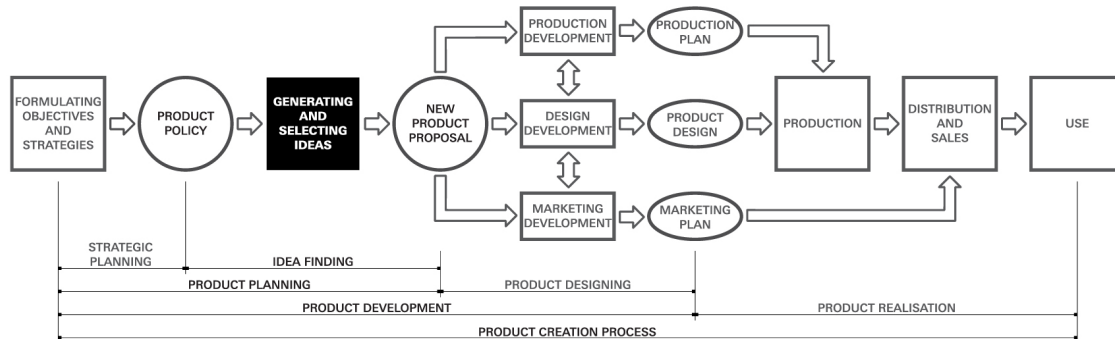 FORMULATING
OBJECTIVES
AND
STRATEGIES
PRODUCT
POLICY
GENERATING
AND
SELECTING
IDEAS
NEW
PRODUCT
PROPOSAL
PRODUCTION
DEVELOPMENT
PRODUCTION
PLAN
DESIGN
DEVELOPMENT
PRODUCT
DESIGN
MARKETING
DEVELOPMENT
MARKETING
PLAN
PRODUCTION
DISTRIBUTION
AND
SALES
USE
STRATEGIC
PLANNING
IDEA FINDING
PRODUCT PLANNING
PRODUCT DESIGNING
PRODUCT DEVELOPMENT
PRODUCT REALISATION
PRODUCT CREATION PROCESS